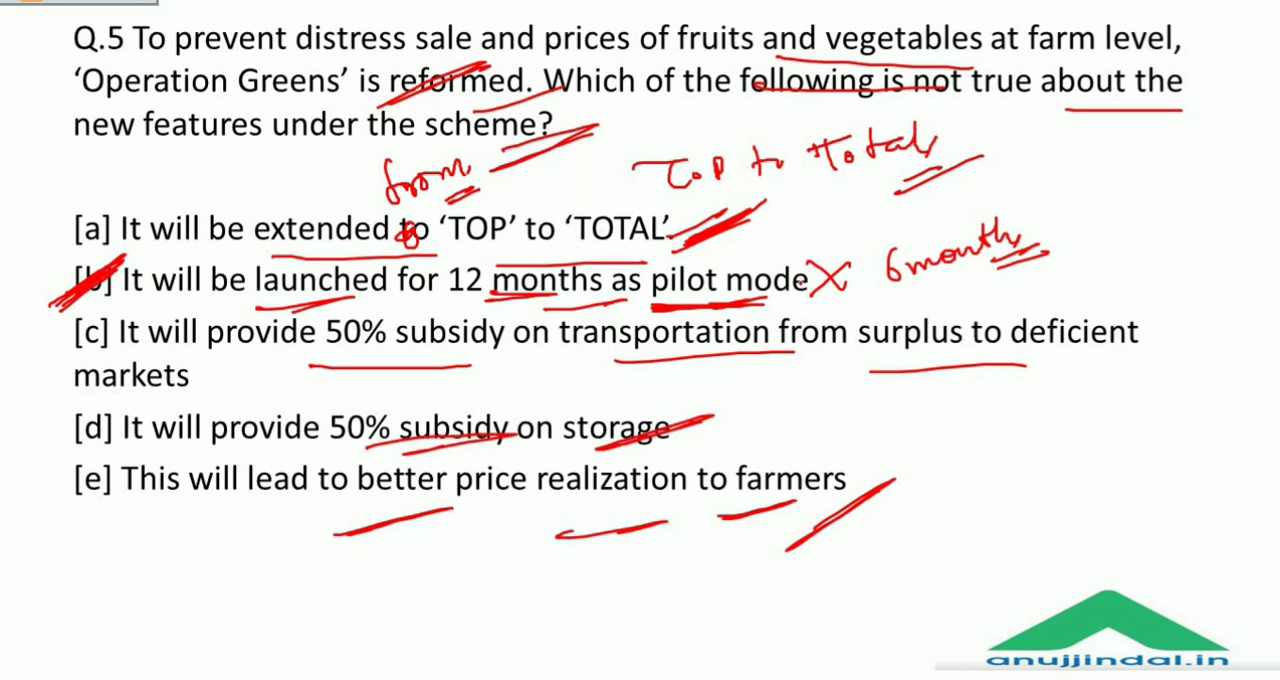 Q.5 To prevent distress sale and prices of fruits and vegetables at farm level,
‘Operation Greens’ is reformed. Which of the following is not true about the
new features under the scheme?
from
Top to Total
[a] It will be extended to ‘TOP’ to ‘TOTAL’.
[b] It will be launched for 12 months as pilot mode
6 months
[c] It will provide 50% subsidy on transportation from surplus to deficient
markets
[d] It will provide 50% subsidy on storage
[e] This will lead to better price realization to farmers
anujjindal.in